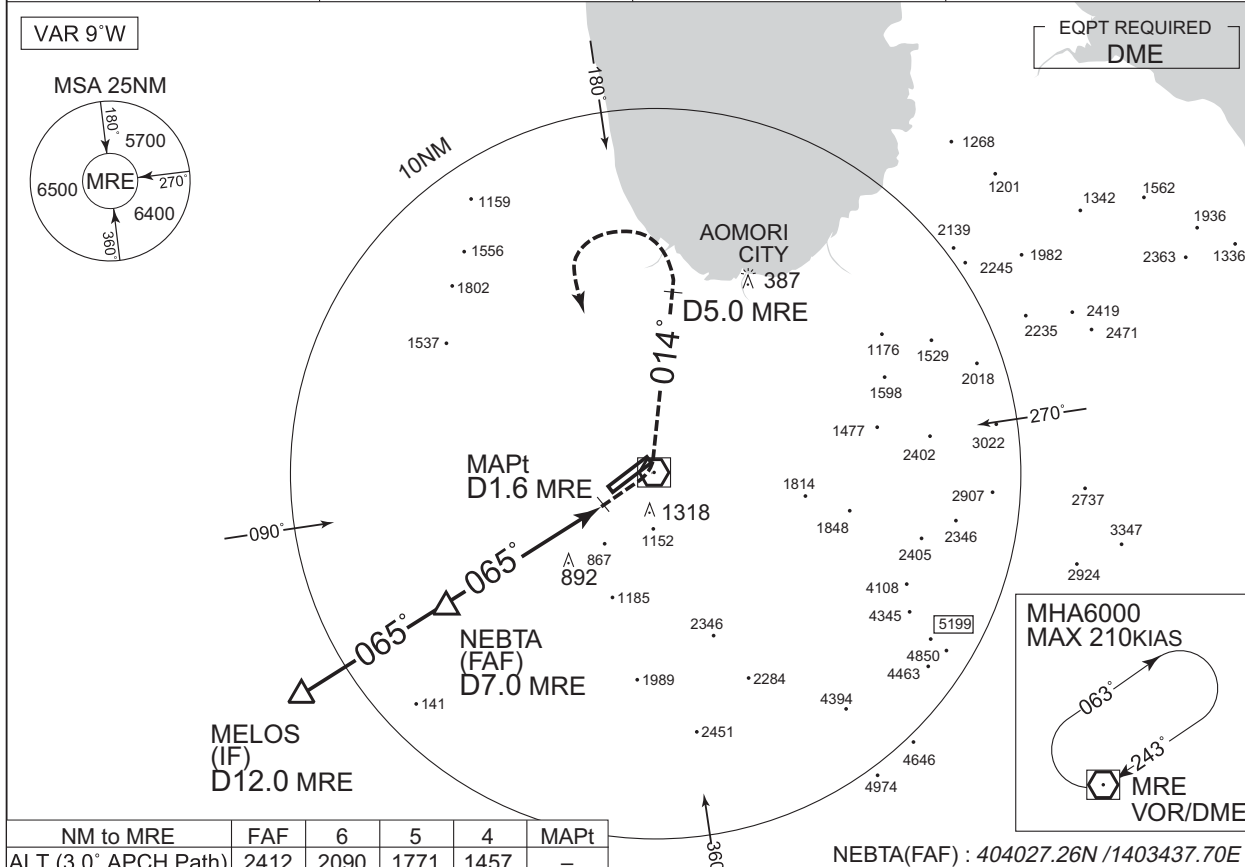 VAR 9°W
EQPT REQUIRED
DME
MSA 25NM
180°
5700
6500
MRE
270°
6400
360°
10NM
180°
1268
1201
1342
1562
1936
1336
2363
2139
2245
1982
1159
1556
1802
1537
AOMORI
CITY
387
D5.0 MRE
014°
2235
2419
2471
1176
1529
2018
1598
1477
2402
270°
3022
MAPt
D1.6 MRE
1318
1152
867
892
1185
1814
1848
2907
2346
2405
2737
3347
2924
090°
065°
065°
NEBTA
(FAF)
D7.0 MRE
MELOS
(IF)
D12.0 MRE
141
2346
1989
2284
2451
4108
4345
5199
4850
4463
4394
4646
4974
360°
MHA6000
MAX 210KIAS
063°
243°
MRE
VOR/DME
NM to MRE FAF 6 5 4 MAPt
ALT (3.0° APCH Path) 2412 2090 1771 1457 –
NEBTA(FAF) : 404027.26N /1403437.70E